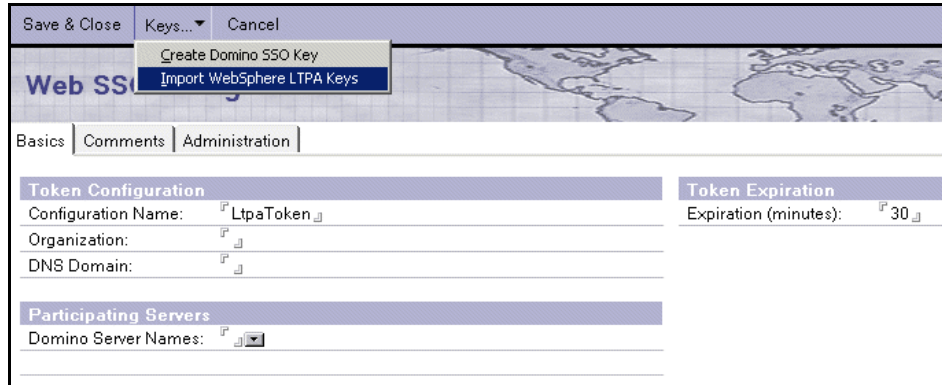 Save & Close Keys... Cancel
Create Domino SSO Key
Import WebSphere LTPA Keys
Web SS
Basics Comments Administration
Token Configuration Token Expiration
Configuration Name: LtpaToken Expiration (minutes): 30
Organization:
DNS Domain:
Participating Servers
Domino Server Names: